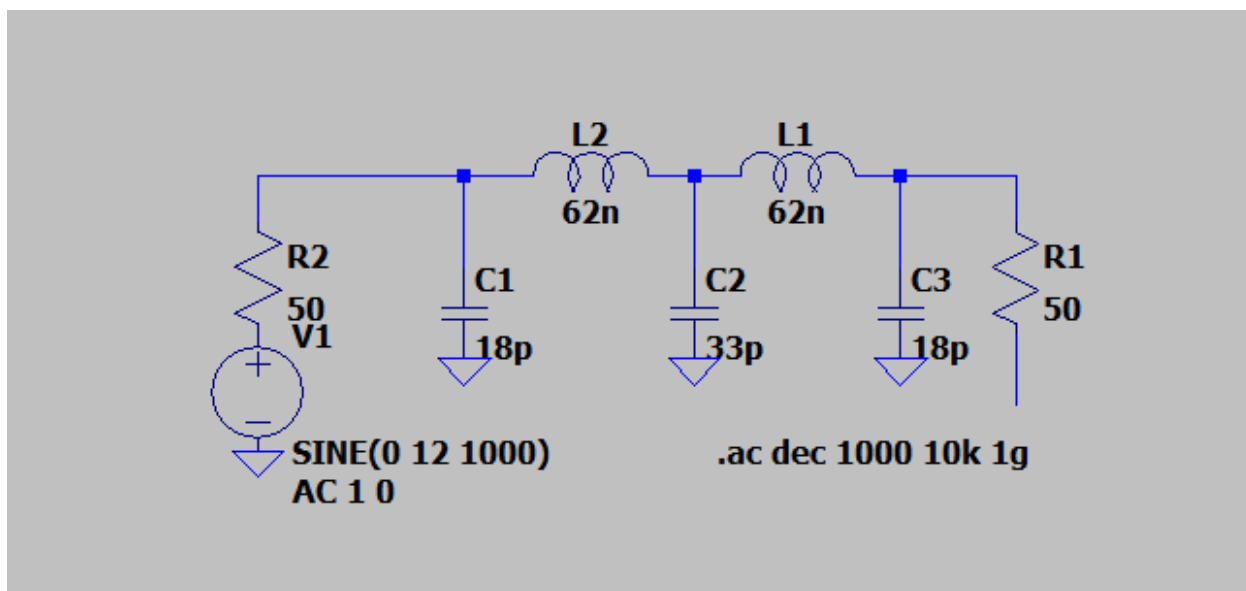 L2
L1
62n
62n
R2
50
C1
18p
C2
33p
C3
18p
R1
50
V1
SINE(0 12 1000)
AC 1 0
.ac dec 1000 10k 1g